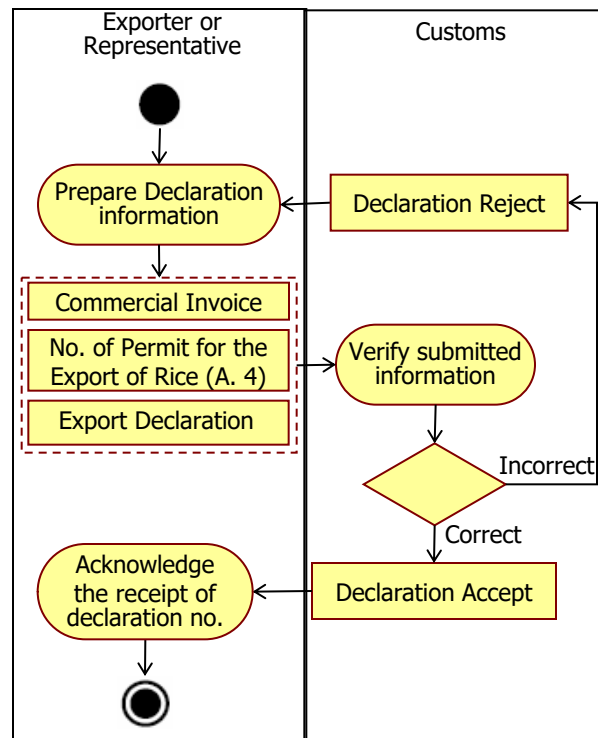 Exporter or
Representative
Customs
Prepare Declaration
information
Declaration Reject
Commercial Invoice
No. of Permit for the
Export of Rice (A. 4)
Export Declaration
Verify submitted
information
Incorrect
Correct
Acknowledge
the receipt of
declaration no.
Declaration Accept